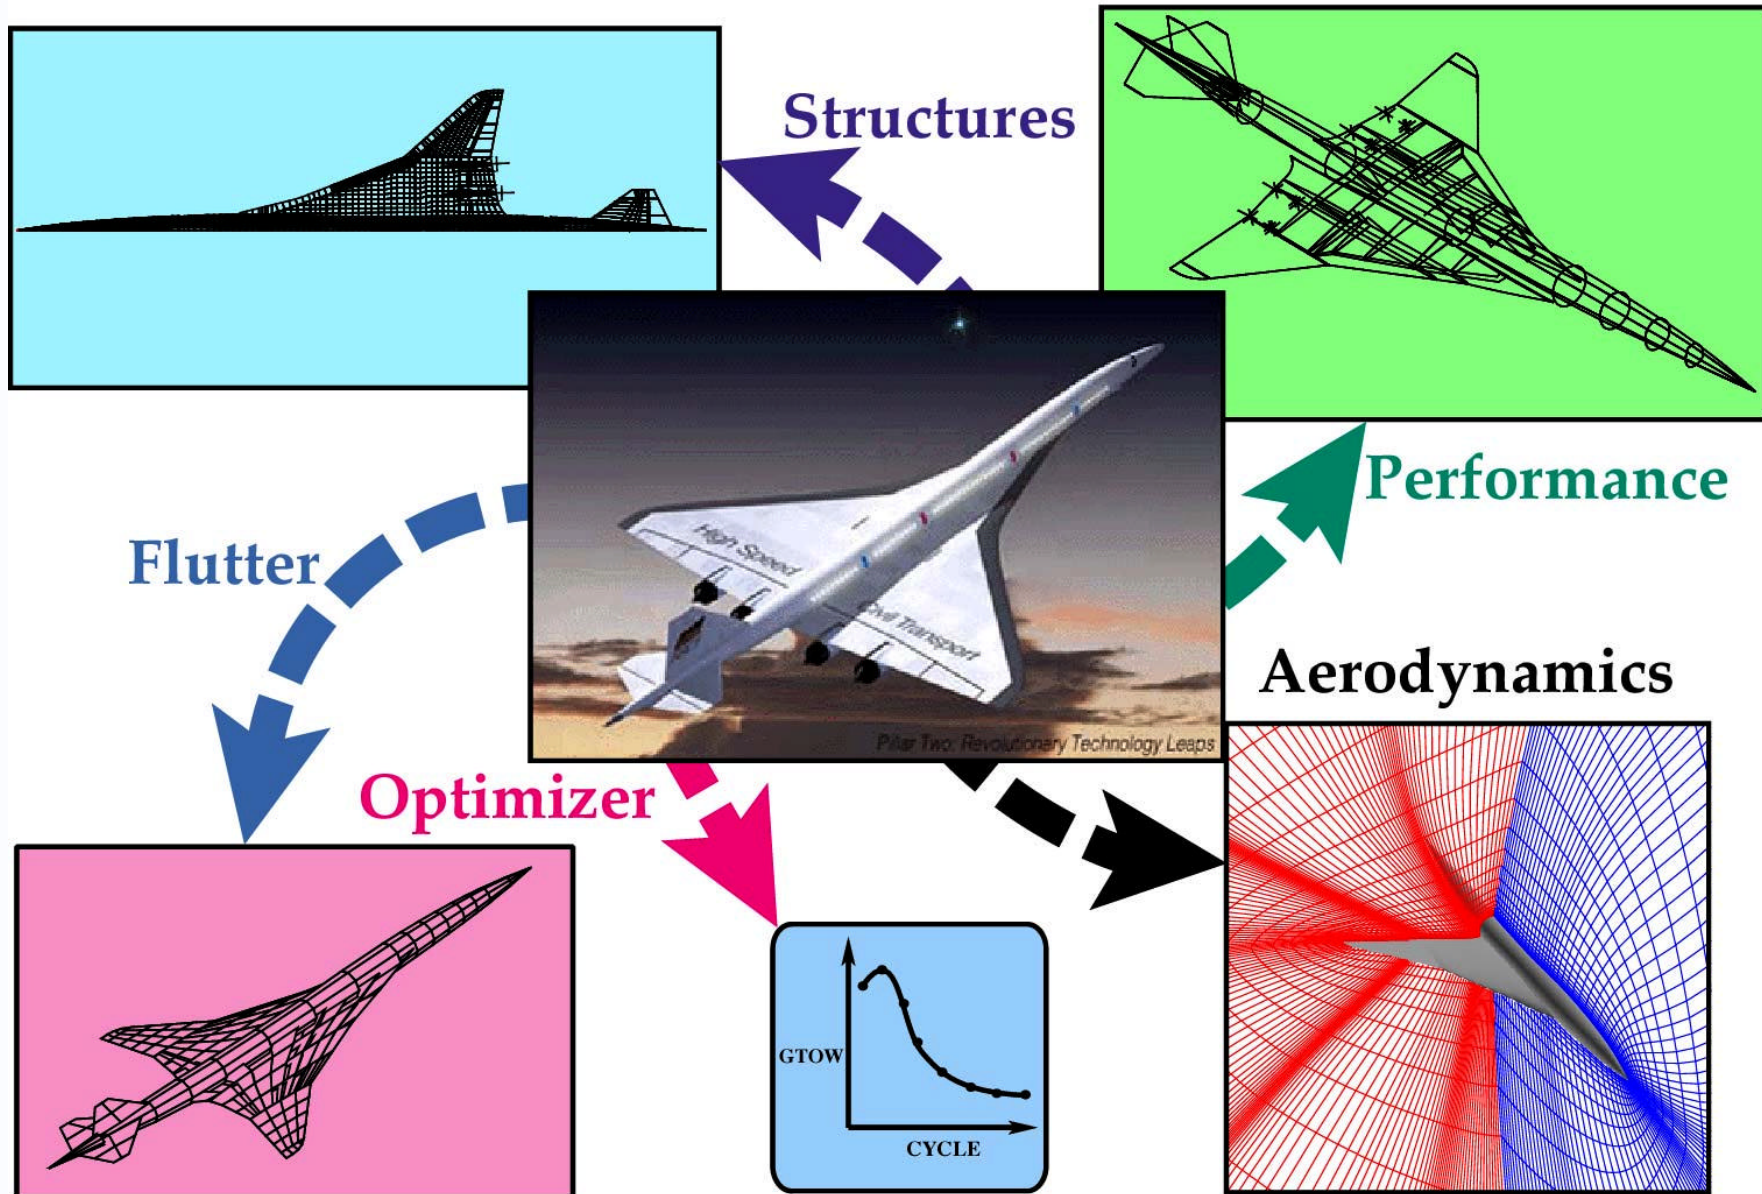 Structures
Performance
Flutter
High Speed
Civil Transport
Aerodynamics
Pillar Two: Revolutionary Technology Leaps
Optimizer
GTOW
CYCLE